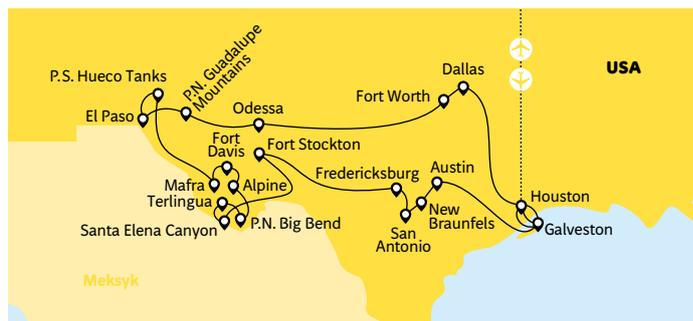 P.N. Guadalupe
Mountains
USA
Dallas
P.S. Hueco Tanks
Fort Worth
Odessa
El Paso
Fort
Davis
Fort Stockton
Fredericksburg
Austin
Mafra
Alpine
Houston
Terlingua
New
Braunfels
P.N. Big Bend
Santa Elena Canyon
Galveston
San
Antonio
Meksyk